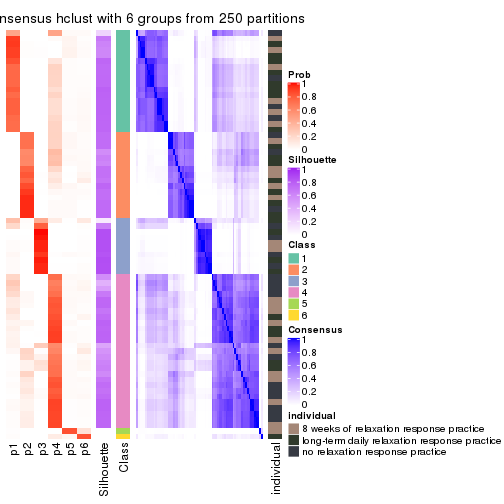 nsensus hclust with 6 groups from 250 partitions
Prob
1
0.8
0.6
0.4
0.2
0
Silhouette
1
0.8
0.6
0.4
0.2
0
Class
1
2
3
4
5
6
Consensus
1
0.8
0.6
0.4
0.2
0
individual
8 weeks of relaxation response practice
long-term daily relaxation response practice
no relaxation response practice
p1
p2
p3
p4
p5
p6
Silhouette
Class
individual